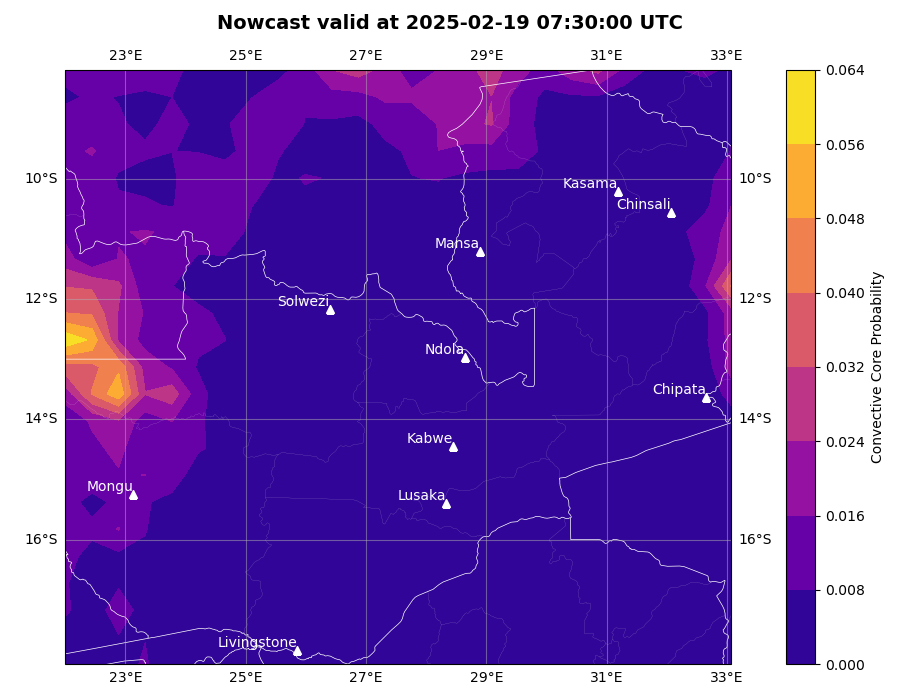 Nowcast valid at 2025-02-19 07:30:00 UTC
23°E 25°E 27°E 29°E 31°E 33°E
0.064
0.056
10°S 10°S
Kasama
Chinsali
0.048
Mansa
0.040
12°S 12°S
Solwezi
Ndola
0.032
Chipata
Convective Core Probability
14°S 14°S
Kabwe
0.024
Mongu
Lusaka
0.016
16°S 16°S
0.008
Livingstone
0.000
23°E 25°E 27°E 29°E 31°E 33°E